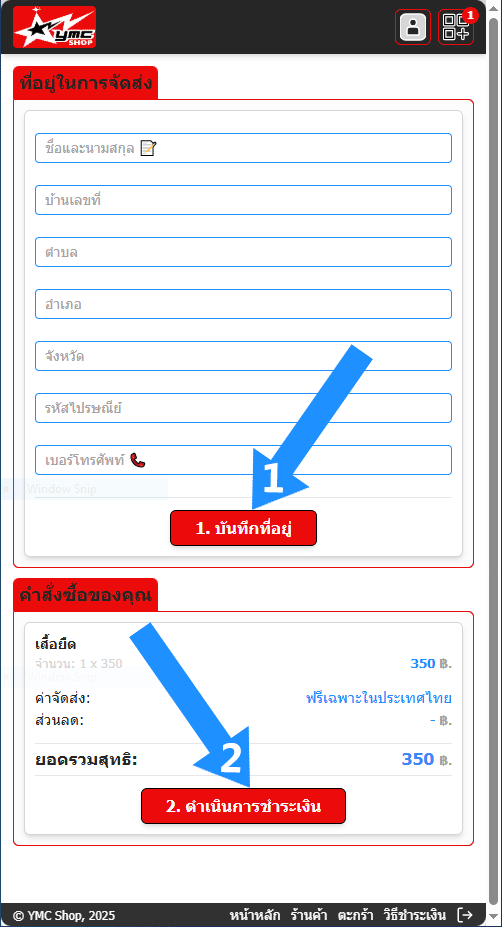 YMC
SHOP
1
ที่อยู่ในการจัดส่ง
ชื่อและนามสกุล 📝
บ้านเลขที่
ตำบล
อำเภอ
จังหวัด
รหัสไปรษณีย์
เบอร์โทรศัพท์ 📞
1
Window Snip
1. บันทึกที่อยู่
คำสั่งซื้อของคุณ
เสื้อยืด
จำนวน: 1 x 350 350 ฿.
Window Snip
ค่าจัดส่ง: ฟรีเฉพาะในประเทศไทย
ส่วนลด: - ฿.
2
ยอดรวมสุทธิ: 350 ฿.
2. ดำเนินการชำระเงิน
© YMC Shop, 2025 หน้าหลัก ร้านค้า ตะกร้า วิธีชำระเงิน